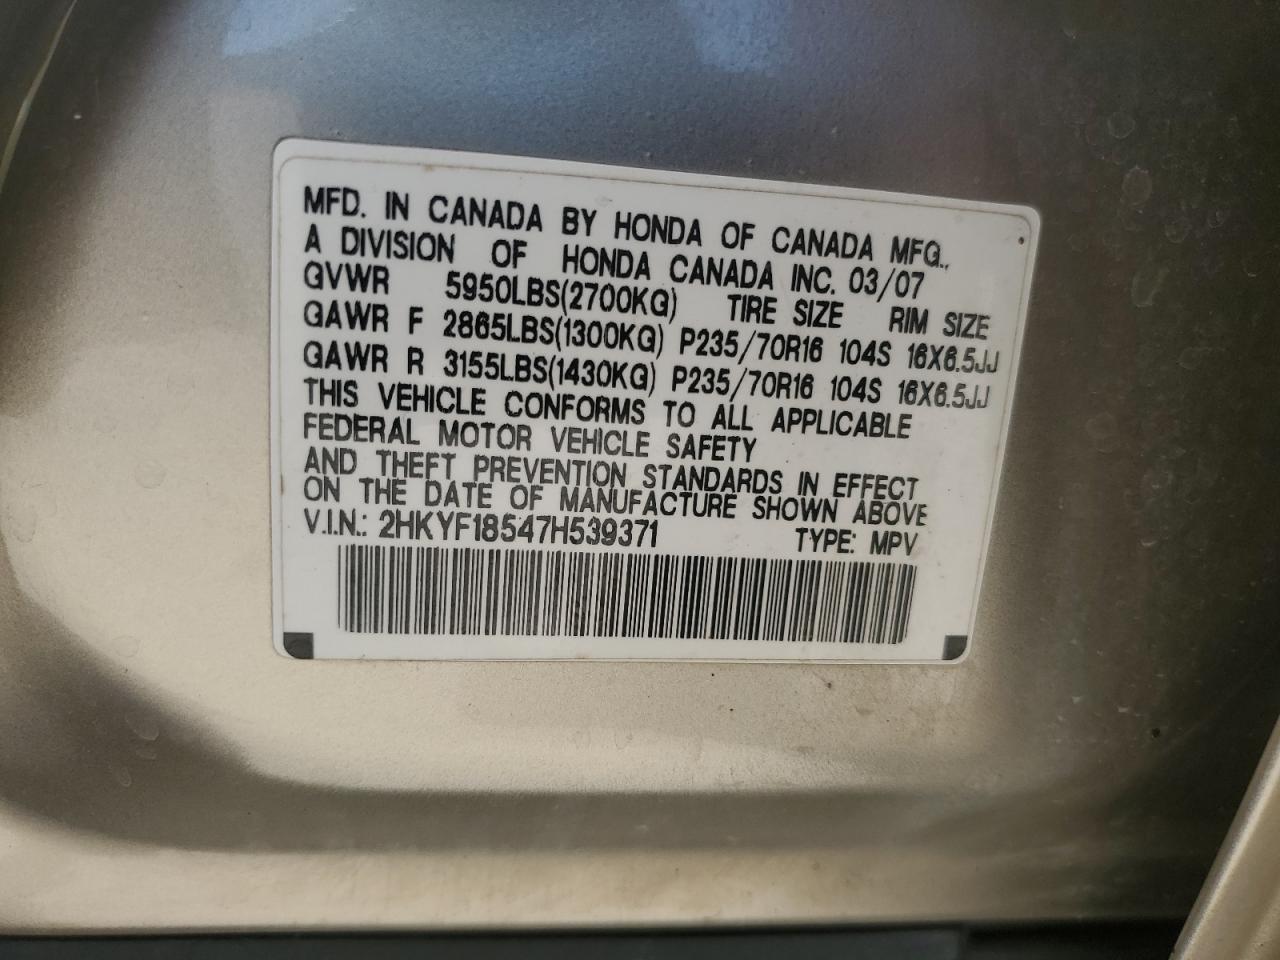 MFD. IN CANADA BY HONDA OF CANADA MFG.,
A DIVISION OF HONDA CANADA INC. 03/07
GVWR 5950LBS(2700KG) TIRE SIZE RIM SIZE
GAWR F 2865LBS(1300KG) P235/70R16 104S 16X6.5JJ
GAWR R 3155LBS(1430KG) P235/70R16 104S 16X6.5JJ
THIS VEHICLE CONFORMS TO ALL APPLICABLE
FEDERAL MOTOR VEHICLE SAFETY
AND THEFT PREVENTION STANDARDS IN EFFECT
ON THE DATE OF MANUFACTURE SHOWN ABOVE
V.I.N.: 2HKYF18547H539371 TYPE: MPV